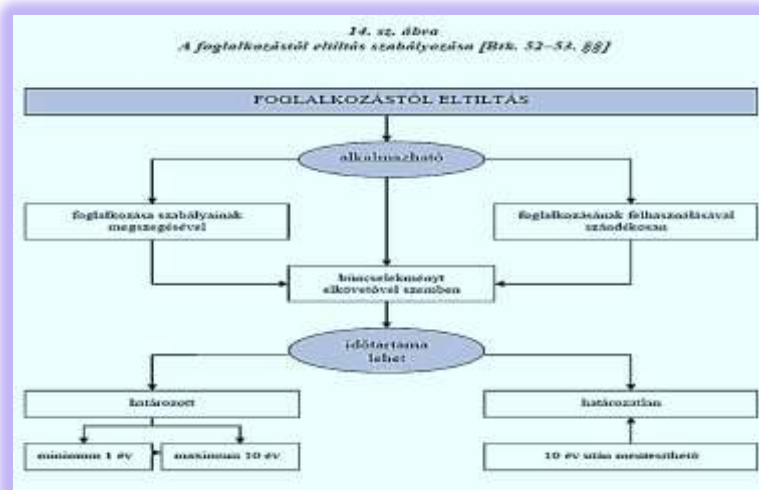 14. sz. ábra
A foglalkozástól eltiltás szabályozása [Btk. 52–53. §§]
FOGLALKOZÁSTÓL ELTILTÁS
alkalmazható
foglalkozása szabályainak
megszegésével
foglalkozásának felhasználásával
szándékosan
bűncselekményt
elkövetővel szemben
időtartama
lehet
határozott
határozatlan
minimum 1 év
maximum 10 év
10 év után mentesíthető